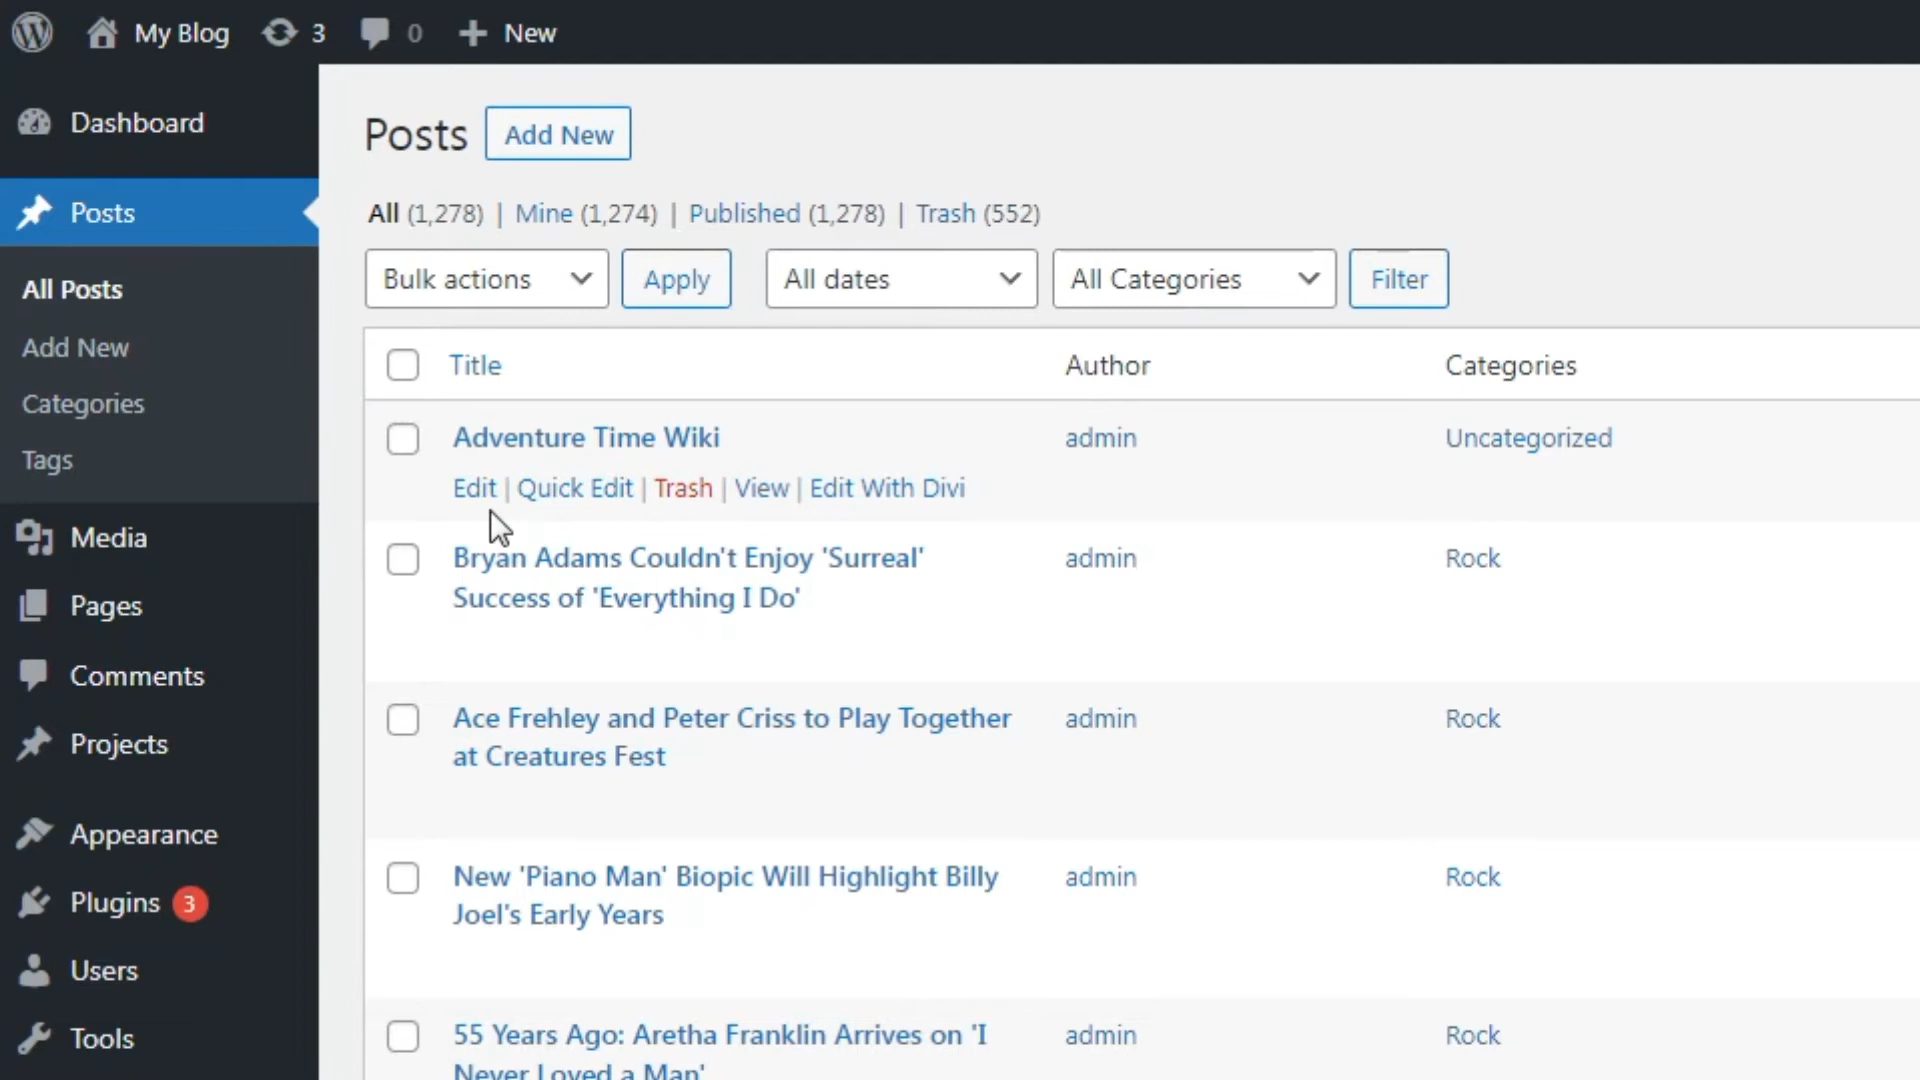 My Blog 3 0 New
Dashboard
Posts
All Posts
Add New
Categories
Tags
Media
Pages
Comments
Projects
Appearance
Plugins 3
Users
Tools
Posts Add New
All (1,278) | Mine (1,274) | Published (1,278) | Trash (552)
Bulk actions Apply All dates All Categories Filter
Title Author Categories
Adventure Time Wiki admin Uncategorized
Edit | Quick Edit | Trash | View | Edit With Divi
Bryan Adams Couldn't Enjoy 'Surreal' admin Rock
Success of 'Everything I Do'
Ace Frehley and Peter Criss to Play Together admin Rock
at Creatures Fest
New 'Piano Man' Biopic Will Highlight Billy admin Rock
Joel's Early Years
55 Years Ago: Aretha Franklin Arrives on 'I admin Rock
Never Loved a Man'